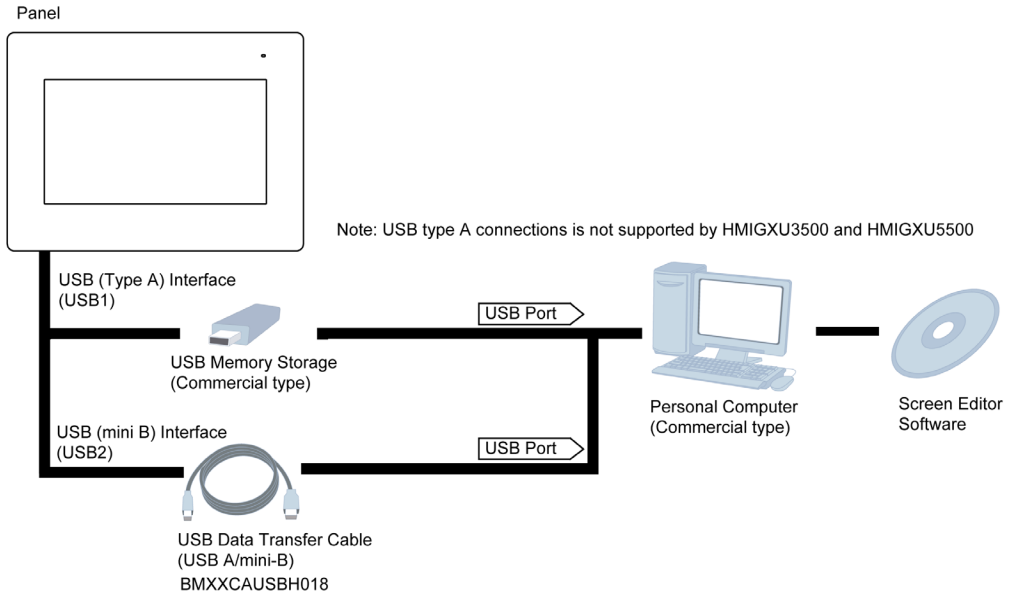 Panel
Note: USB type A connections is not supported by HMIGXU3500 and HMIGXU5500
USB (Type A) Interface
(USB1)
USB Port
USB Memory Storage
(Commercial type)
Personal Computer
(Commercial type)
Screen Editor
Software
USB (mini B) Interface
(USB2)
USB Port
USB Data Transfer Cable
(USB A/mini-B)
BMXXCAUSBH018